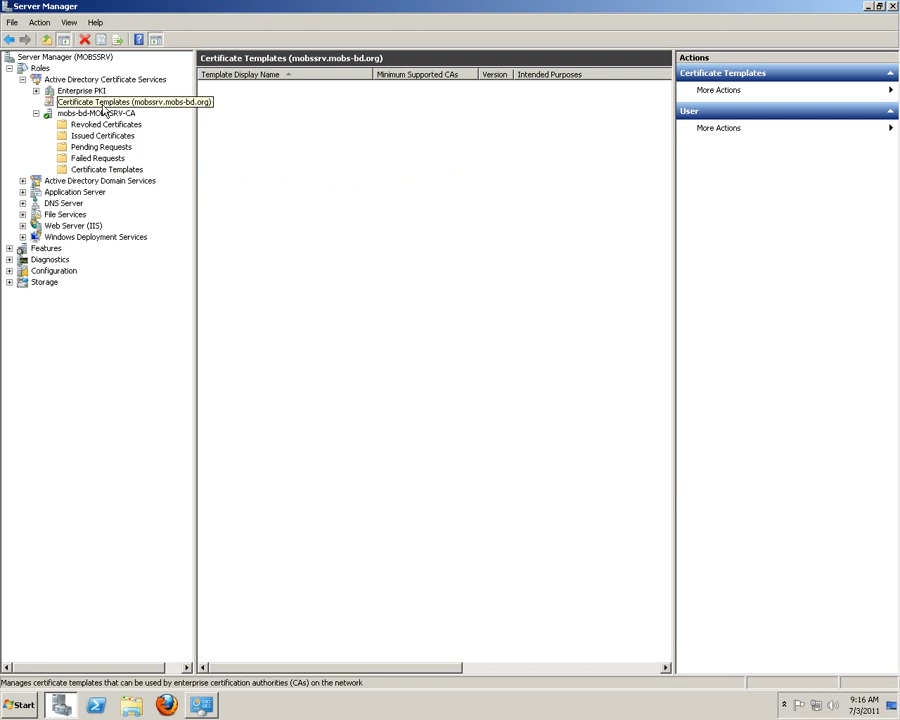 Server Manager
File Action View Help
Server Manager (MOBSSRV)
Roles
Active Directory Certificate Services
Enterprise PKI
Certificate Templates (mobssrv.mobs-bd.org)
mobs-bd-MOBSSRV-CA
Revoked Certificates
Issued Certificates
Pending Requests
Failed Requests
Certificate Templates
Active Directory Domain Services
Application Server
DNS Server
File Services
Web Server (IIS)
Windows Deployment Services
Features
Diagnostics
Configuration
Storage
Certificate Templates (mobssrv.mobs-bd.org)
Template Display Name Minimum Supported CAs Version Intended Purposes
Actions
Certificate Templates
More Actions
User
More Actions
Manages certificate templates that can be used by enterprise certification authorities (CAs) on the network
Start
9:16 AM
7/3/2011